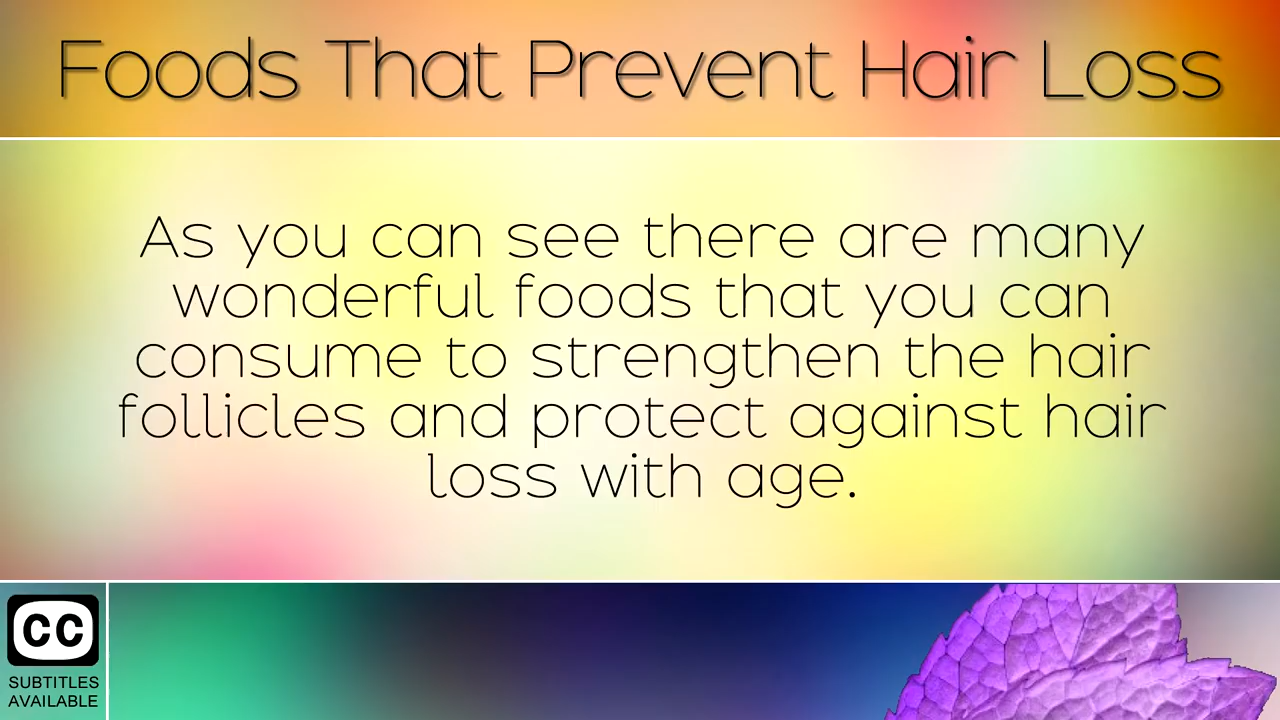 Foods That Prevent Hair Loss
As you can see there are many
wonderful foods that you can
consume to strengthen the hair
follicles and protect against hair
loss with age.
CC
SUBTITLES
AVAILABLE